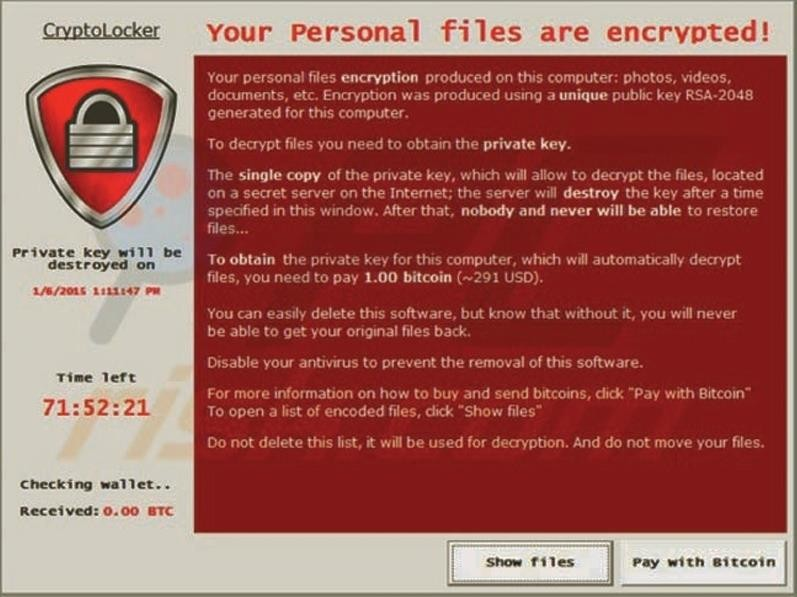 CryptoLocker
Your Personal files are encrypted!
Your personal files encryption produced on this computer: photos, videos,
documents, etc. Encryption was produced using a unique public key RSA-2048
generated for this computer.
To decrypt files you need to obtain the private key.
The single copy of the private key, which will allow to decrypt the files, located
on a secret server on the Internet; the server will destroy the key after a time
specified in this window. After that, nobody and never will be able to restore
files...
To obtain the private key for this computer, which will automatically decrypt
files, you need to pay 1.00 bitcoin (~291 USD).
You can easily delete this software, but know that without it, you will never
be able to get your original files back.
Disable your antivirus to prevent the removal of this software.
For more information on how to buy and send bitcoins, click "Pay with Bitcoin"
To open a list of encoded files, click "Show files"
Do not delete this list, it will be used for decryption. And do not move your files.
Private key will be
destroyed on
1/6/2015 1:11:47 PM
Time left
71:52:21
Checking wallet..
Received: 0.00 BTC
Show files
Pay with Bitcoin